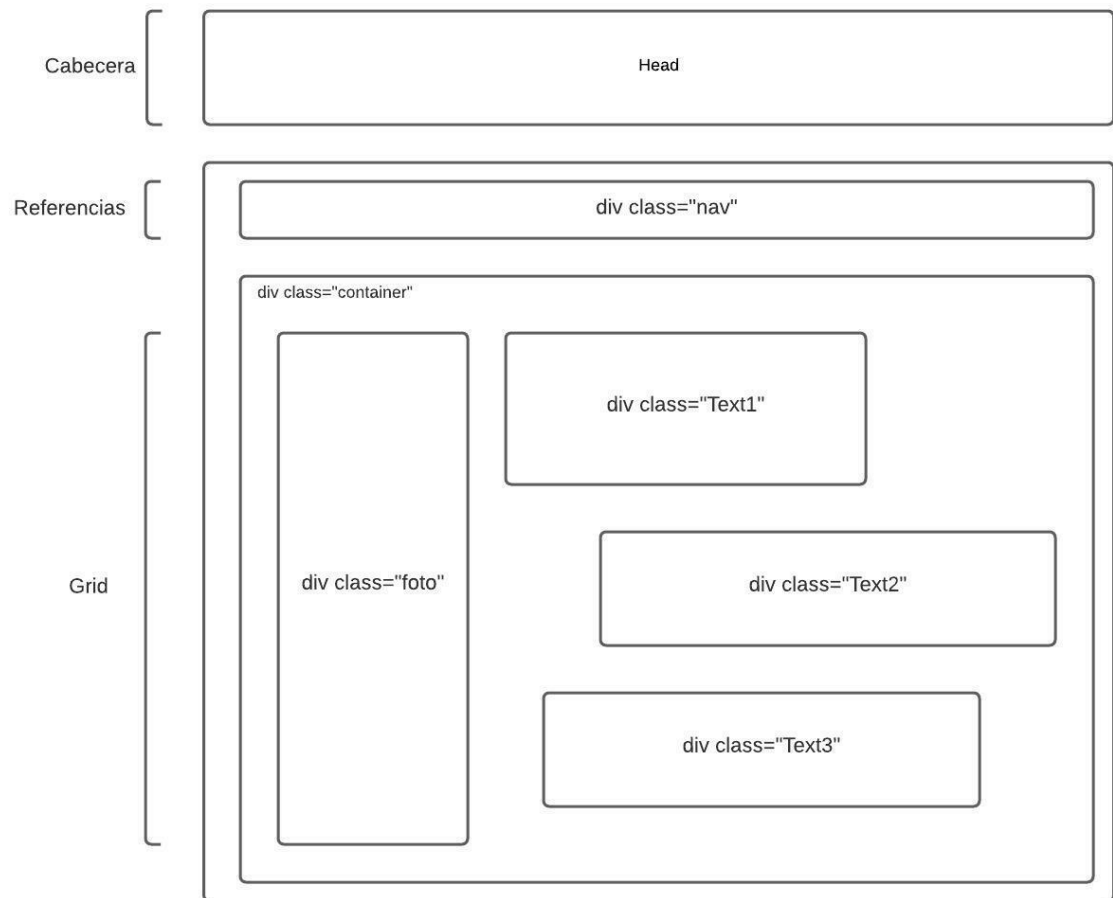 Cabecera
Head
Referencias
div class="nav"
div class="container"
div class="Text1"
Grid
div class="foto"
div class="Text2"
div class="Text3"